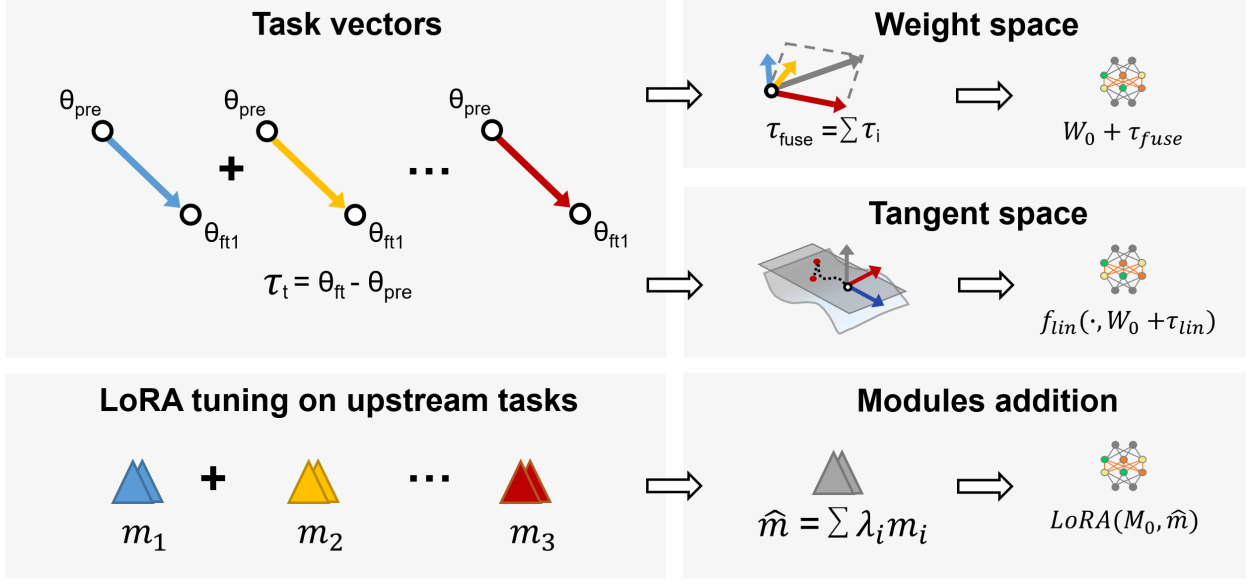 Task vectors
θpre
θpre
θpre
+
...
θft1
θft1
θft1
τt = θft - θpre
Weight space
τfuse = ∑ τi
W0 + τfuse
Tangent space
flin(·, W0 + τlin)
LoRA tuning on upstream tasks
+
...
m1
m2
m3
Modules addition
m̂ = ∑ λi mi
LoRA(M0, m̂)